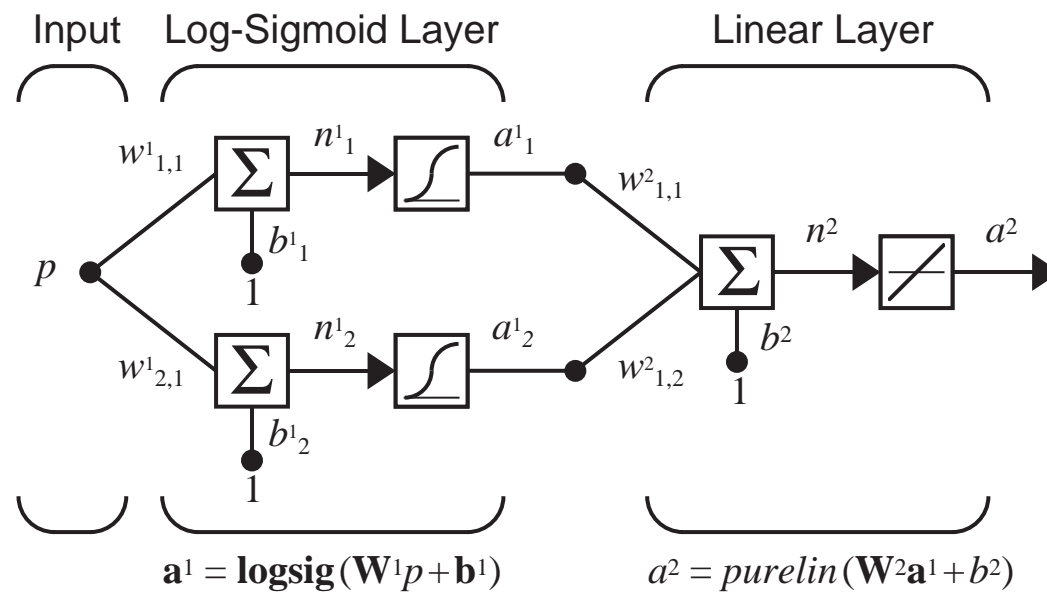 Input Log-Sigmoid Layer Linear Layer
w¹1,1 n¹1 a¹1 w²1,1
Σ
b¹1
1
p
Σ n² a²
b²
1
w¹2,1 n¹2 a¹2 w²1,2
Σ
b¹2
1
a¹ = logsig(W¹p+b¹) a² = purelin(W²a¹+b²)